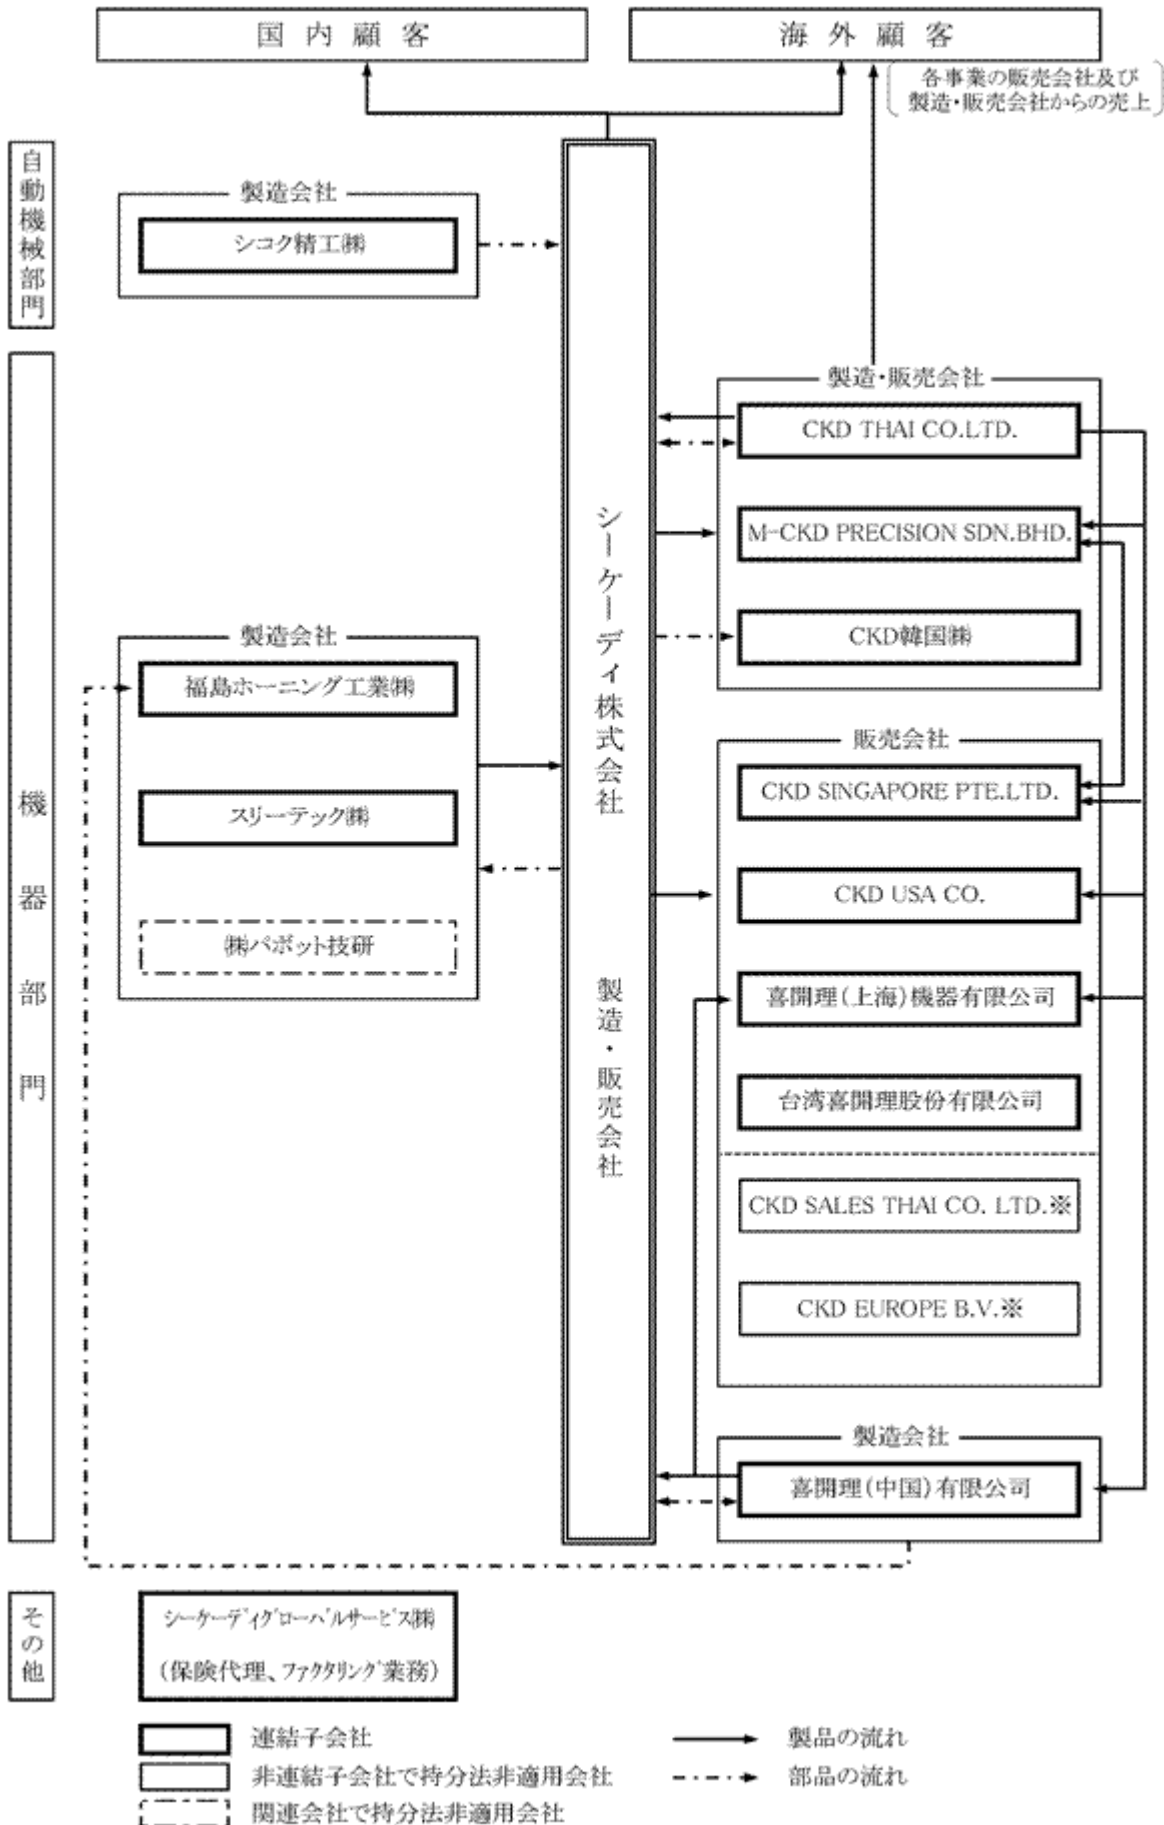 国内顧客
海外顧客
各事業の販売会社及び
製造・販売会社からの売上
自動機械部門
製造会社
シコク精工㈱
シーケーディ株式会社 製造・販売会社
機器部門
製造・販売会社
CKD THAI CO.LTD.
M-CKD PRECISION SDN.BHD.
CKD韓国㈱
製造会社
福島ホーニング工業㈱
スリーテック㈱
㈱パボット技研
販売会社
CKD SINGAPORE PTE.LTD.
CKD USA CO.
喜開理(上海)機器有限公司
台湾喜開理股份有限公司
CKD SALES THAI CO. LTD.※
CKD EUROPE B.V.※
製造会社
喜開理(中国)有限公司
その他
シーケーディグローバルサービス㈱
(保険代理、ファクタリング業務)
連結子会社
非連結子会社で持分法非適用会社
関連会社で持分法非適用会社
製品の流れ
部品の流れ